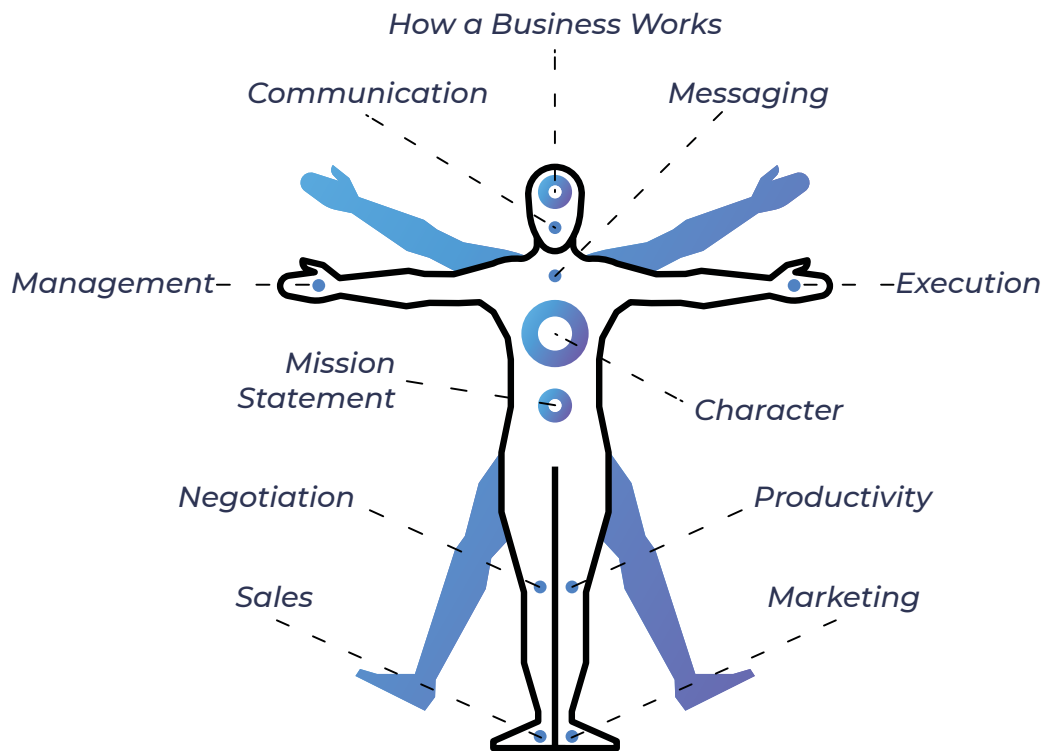 How a Business Works
Communication
Messaging
Management
Execution
Mission
Statement
Character
Negotiation
Productivity
Sales
Marketing